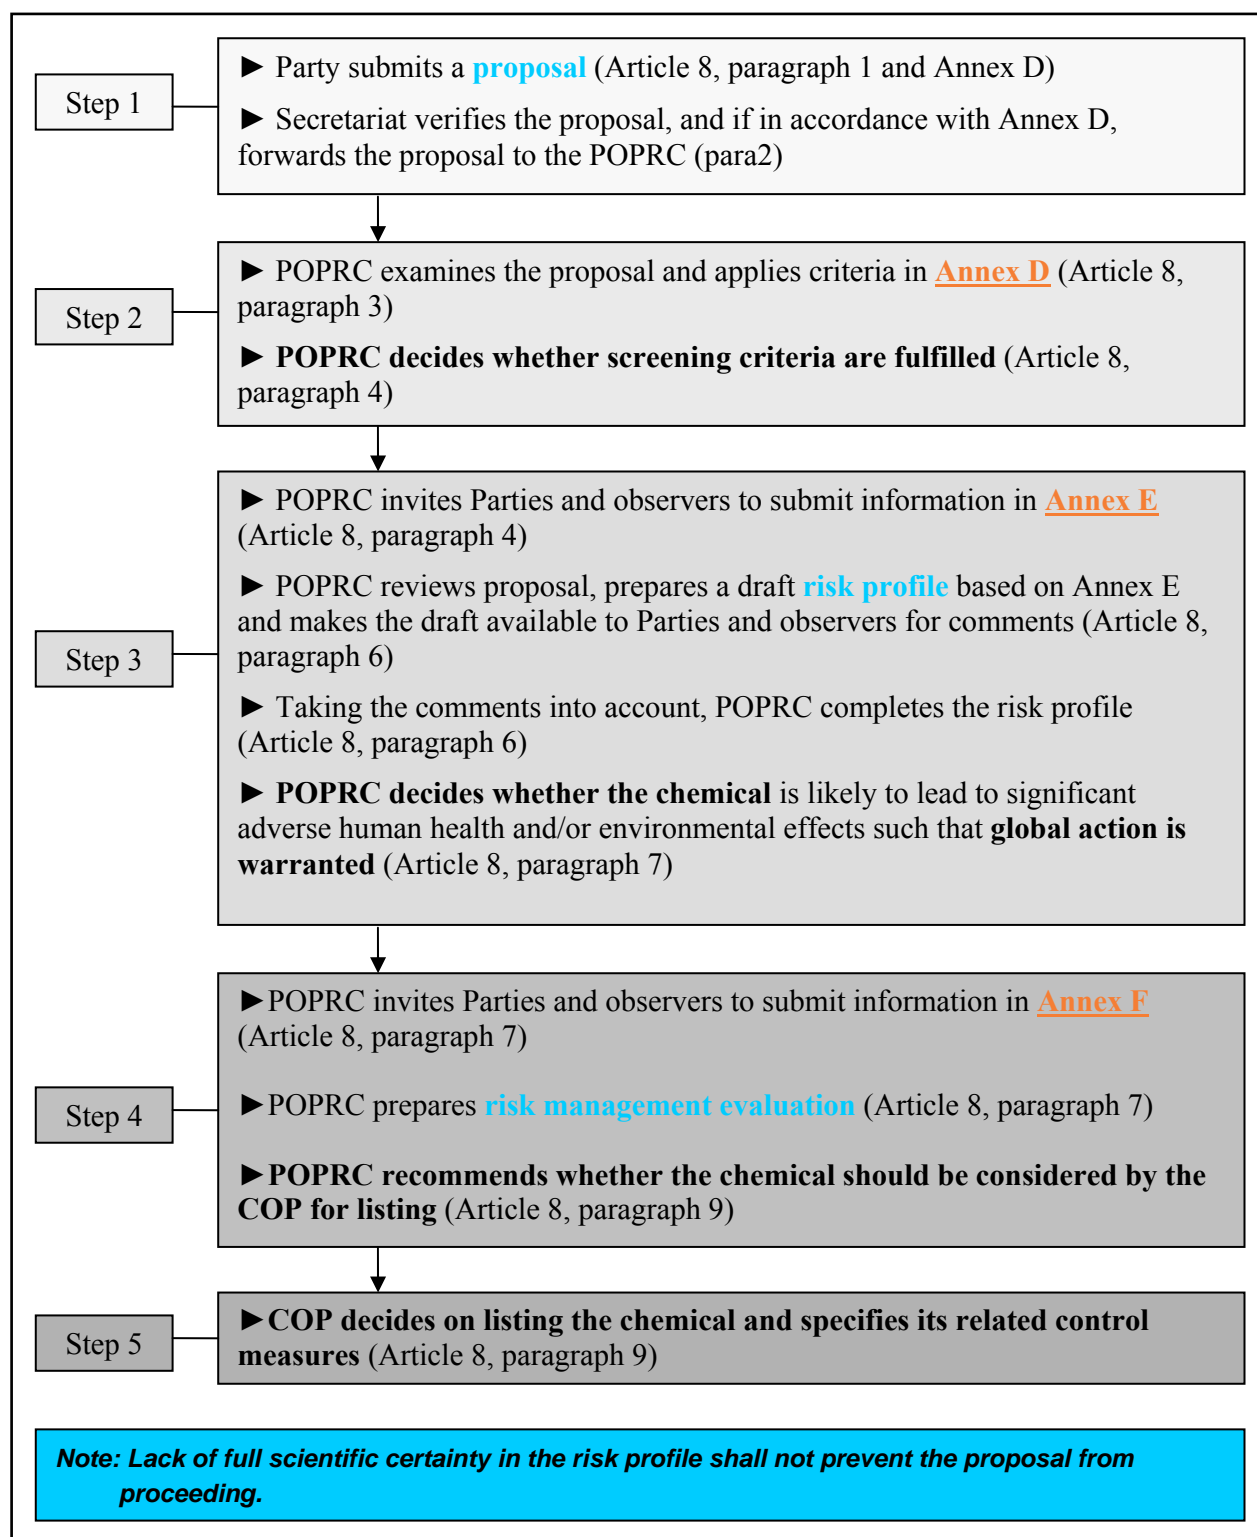 Step 1
► Party submits a proposal (Article 8, paragraph 1 and Annex D)
► Secretariat verifies the proposal, and if in accordance with Annex D,
forwards the proposal to the POPRC (para2)
Step 2
► POPRC examines the proposal and applies criteria in Annex D (Article 8,
paragraph 3)
► POPRC decides whether screening criteria are fulfilled (Article 8,
paragraph 4)
Step 3
► POPRC invites Parties and observers to submit information in Annex E
(Article 8, paragraph 4)
► POPRC reviews proposal, prepares a draft risk profile based on Annex E
and makes the draft available to Parties and observers for comments (Article 8,
paragraph 6)
► Taking the comments into account, POPRC completes the risk profile
(Article 8, paragraph 6)
► POPRC decides whether the chemical is likely to lead to significant
adverse human health and/or environmental effects such that global action is
warranted (Article 8, paragraph 7)
Step 4
►POPRC invites Parties and observers to submit information in Annex F
(Article 8, paragraph 7)
►POPRC prepares risk management evaluation (Article 8, paragraph 7)
►POPRC recommends whether the chemical should be considered by the
COP for listing (Article 8, paragraph 9)
Step 5
►COP decides on listing the chemical and specifies its related control
measures (Article 8, paragraph 9)
Note: Lack of full scientific certainty in the risk profile shall not prevent the proposal from
proceeding.